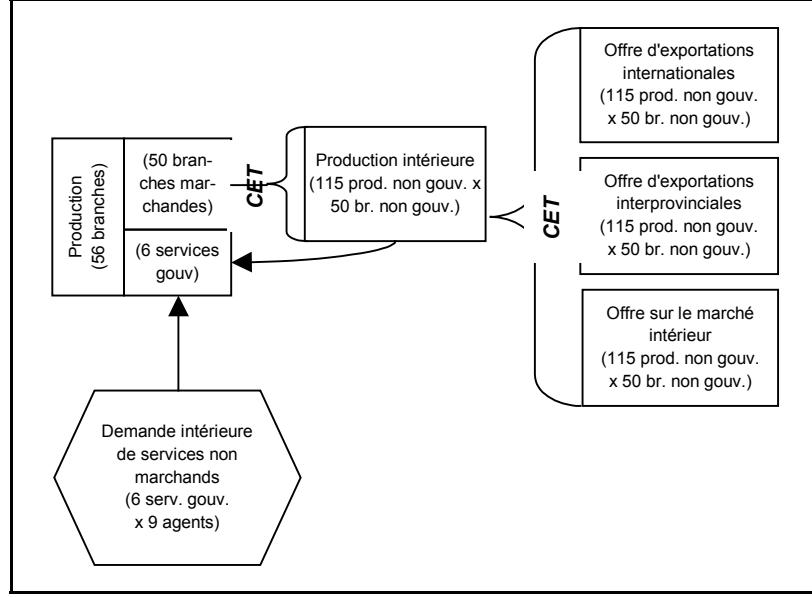 Production
(56 branches)
(50 bran-
ches mar-
chandes)
(6 services
gouv)
CET
Production intérieure
(115 prod. non gouv. x
50 br. non gouv.)
CET
Offre d'exportations
internationales
(115 prod. non gouv.
x 50 br. non gouv.)
Offre d'exportations
interprovinciales
(115 prod. non gouv.
x 50 br. non gouv.)
Offre sur le marché
intérieur
(115 prod. non gouv.
x 50 br. non gouv.)
Demande intérieure
de services non
marchands
(6 serv. gouv.
x 9 agents)